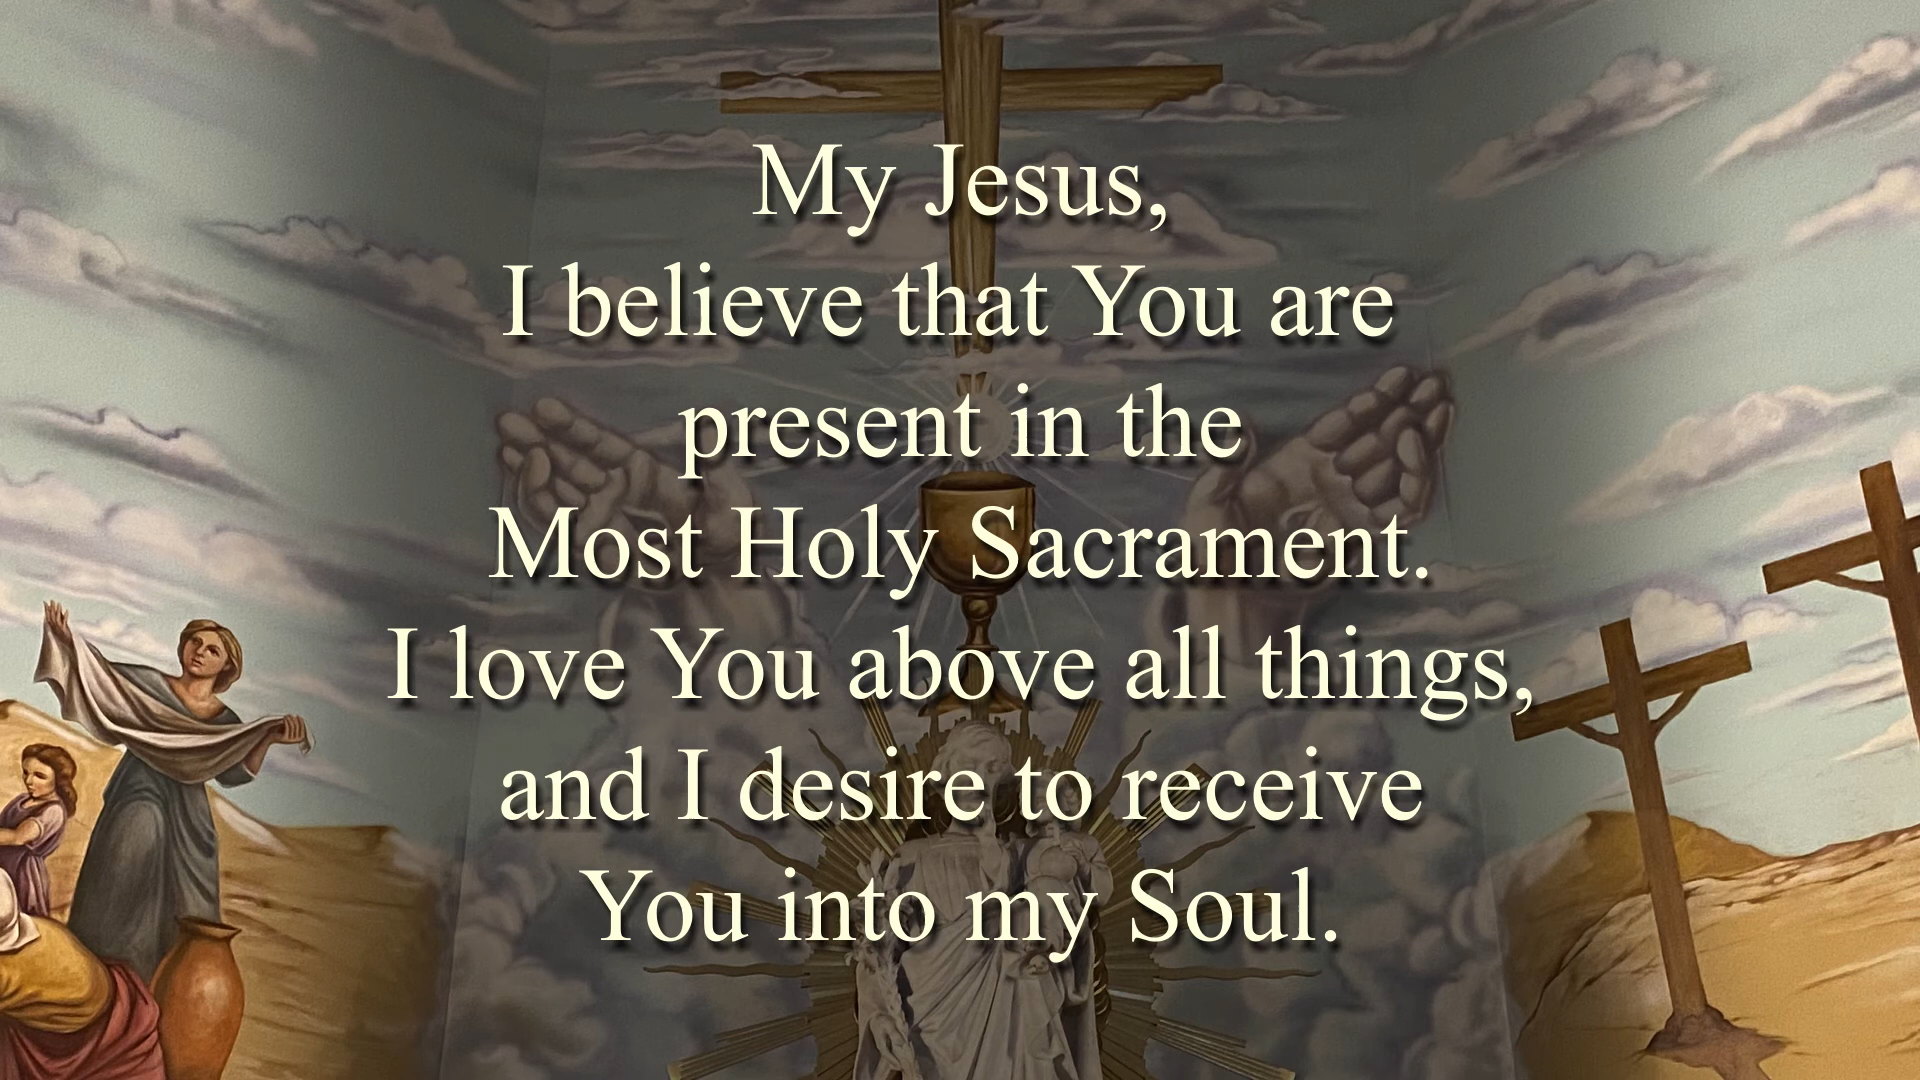 My Jesus,
I believe that You are
present in the
Most Holy Sacrament.
I love You above all things,
and I desire to receive
You into my Soul.